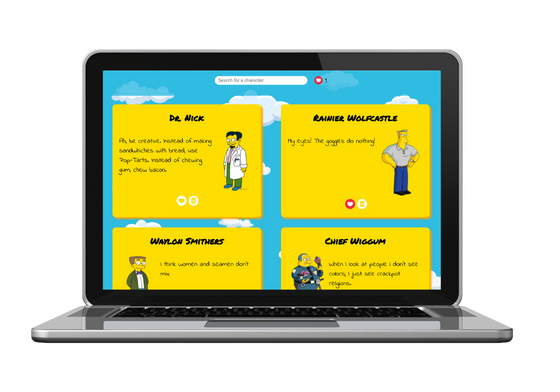 Search for a character
1
Dr. Nick
Ah, be creative. Instead of making
sandwiches with bread, use
Pop-Tarts. Instead of chewing
gum, chew bacon.
Rainier Wolfcastle
My eyes! The goggles do nothing!
Waylon Smithers
I think women and seamen don't
mix.
Chief Wiggum
When I look at people I don't see
colors; I just see crackpot
religions.